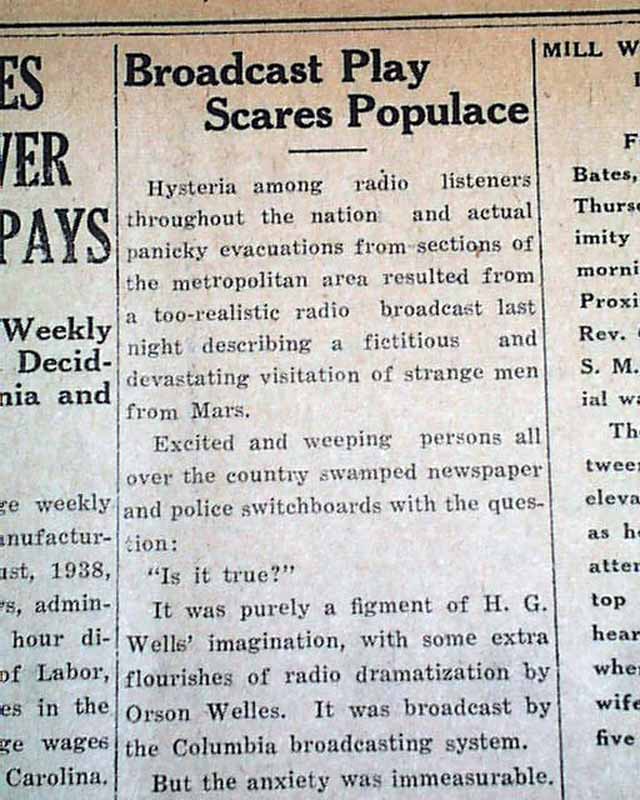 ES
VER
PAYS
Weekly
Decid-
nia and
ge weekly
anufactur-
ust, 1938,
rs, admin-
hour di-
of Labor,
es in the
ge wages
Carolina.
Broadcast Play
Scares Populace
Hysteria among radio listeners
throughout the nation and actual
panicky evacuations from sections of
the metropolitan area resulted from
a too-realistic radio broadcast last
night describing a fictitious and
devastating visitation of strange men
from Mars.
Excited and weeping persons all
over the country swamped newspaper
and police switchboards with the ques-
tion:
"Is it true?"
It was purely a figment of H. G.
Wells' imagination, with some extra
flourishes of radio dramatization by
Orson Welles. It was broadcast by
the Columbia broadcasting system.
But the anxiety was immeasurable.
MILL W
F
Bates,
Thurs
imity
morni
Proxi
Rev.
S. M.
ial wa
Th
tween
eleva
as h
atten
top
hear
whe
wife
five